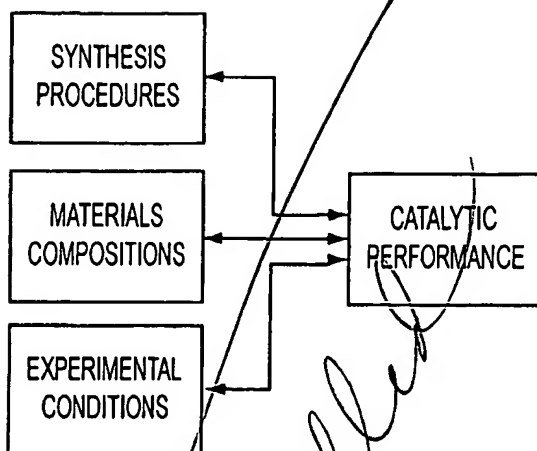 SYNTHESIS
PROCEDURES
MATERIALS
COMPOSITIONS
CATALYTIC
PERFORMANCE
EXPERIMENTAL
CONDITIONS